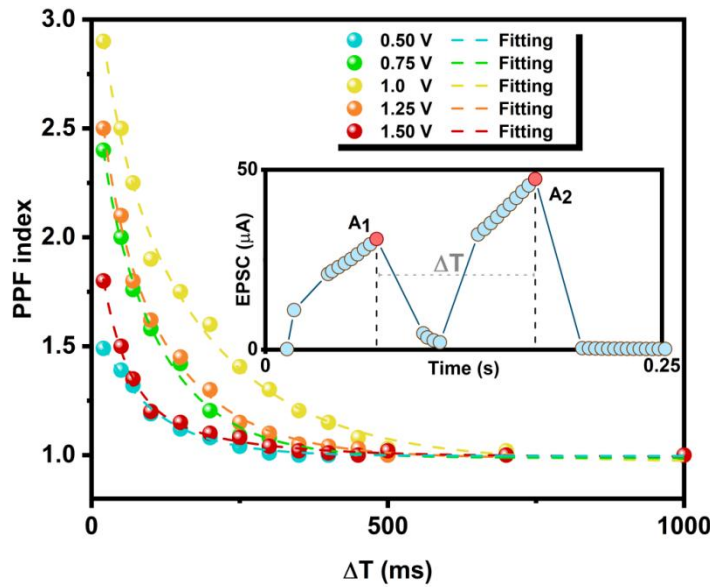 3.0
2.5
2.0
1.5
1.0
PPF index
0.50 V Fitting
0.75 V Fitting
1.0 V Fitting
1.25 V Fitting
1.50 V Fitting
50
A1
A2
ΔT
EPSC (μA)
0
0 Time (s) 0.25
0 500 1000
ΔT (ms)